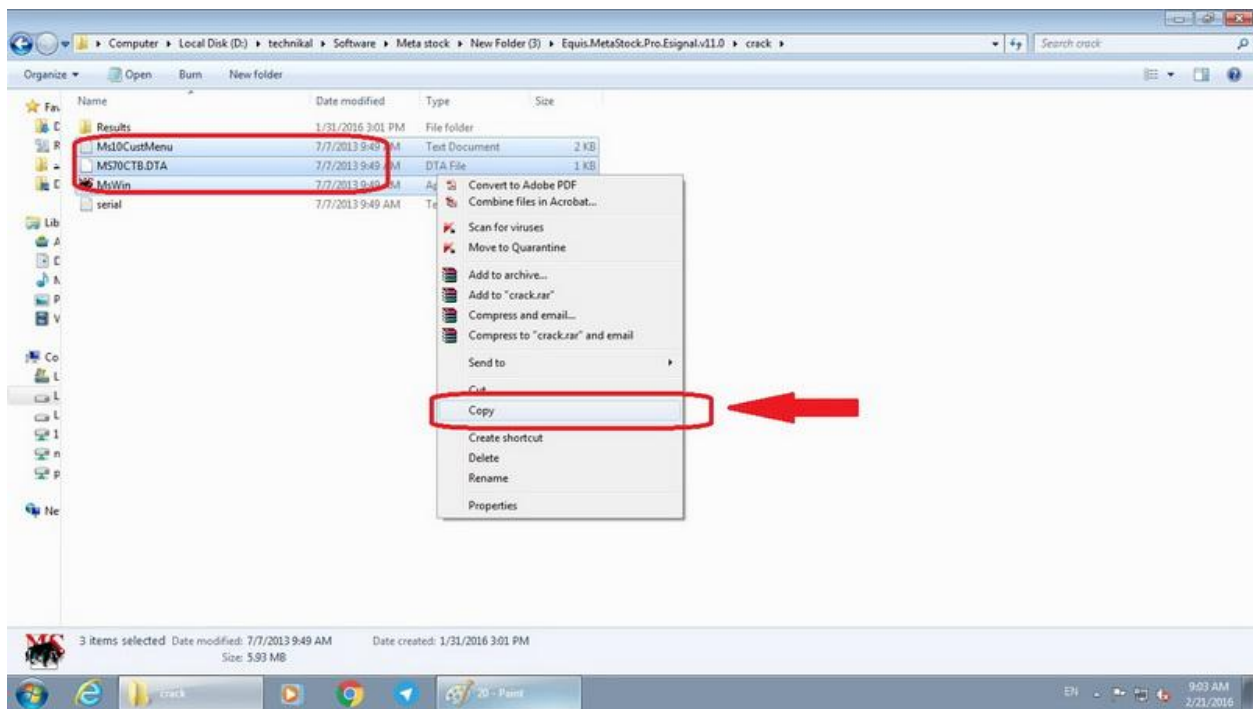 Computer ▸ Local Disk (D:) ▸ technikal ▸ Software ▸ Meta stock ▸ New Folder (3) ▸ Equis.MetaStock.Pro.Esignal.v11.0 ▸ crack ▸
Search crack
Organize Open Burn New folder
Name Date modified Type Size
Fav
Results 1/31/2016 3:01 PM File folder
Ms10CustMenu 7/7/2013 9:49 AM Text Document 2 KB
MS70CTB.DTA 7/7/2013 9:49 AM DTA File 1 KB
MsWin 7/7/2013 9:49 AM Ap
serial 7/7/2013 9:49 AM Te
Convert to Adobe PDF
Combine files in Acrobat...
Scan for viruses
Move to Quarantine
Add to archive...
Add to "crack.rar"
Compress and email...
Compress to "crack.rar" and email
Send to
Cut
Copy
Create shortcut
Delete
Rename
Properties
Lib
Co
Ne
3 items selected Date modified: 7/7/2013 9:49 AM Date created: 1/31/2016 3:01 PM
Size: 5.93 MB
crack
20 - Paint
EN
9:03 AM
2/21/2016